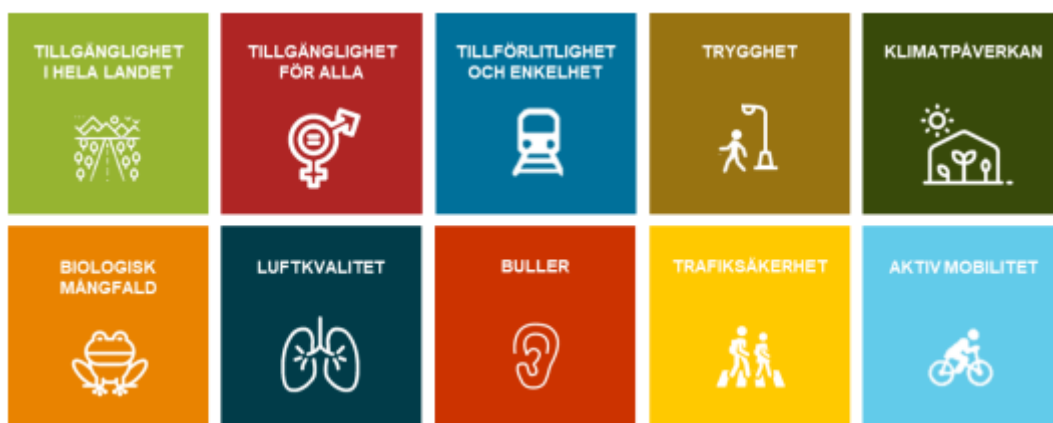 TILLGÄNGLIGHET
I HELA LANDET
TILLGÄNGLIGHET
FÖR ALLA
TILLFÖRLITLIGHET
OCH ENKELHET
TRYGGHET
KLIMATPÅVERKAN
BIOLOGISK
MÅNGFALD
LUFTKVALITET
BULLER
TRAFIKSÄKERHET
AKTIV MOBILITET